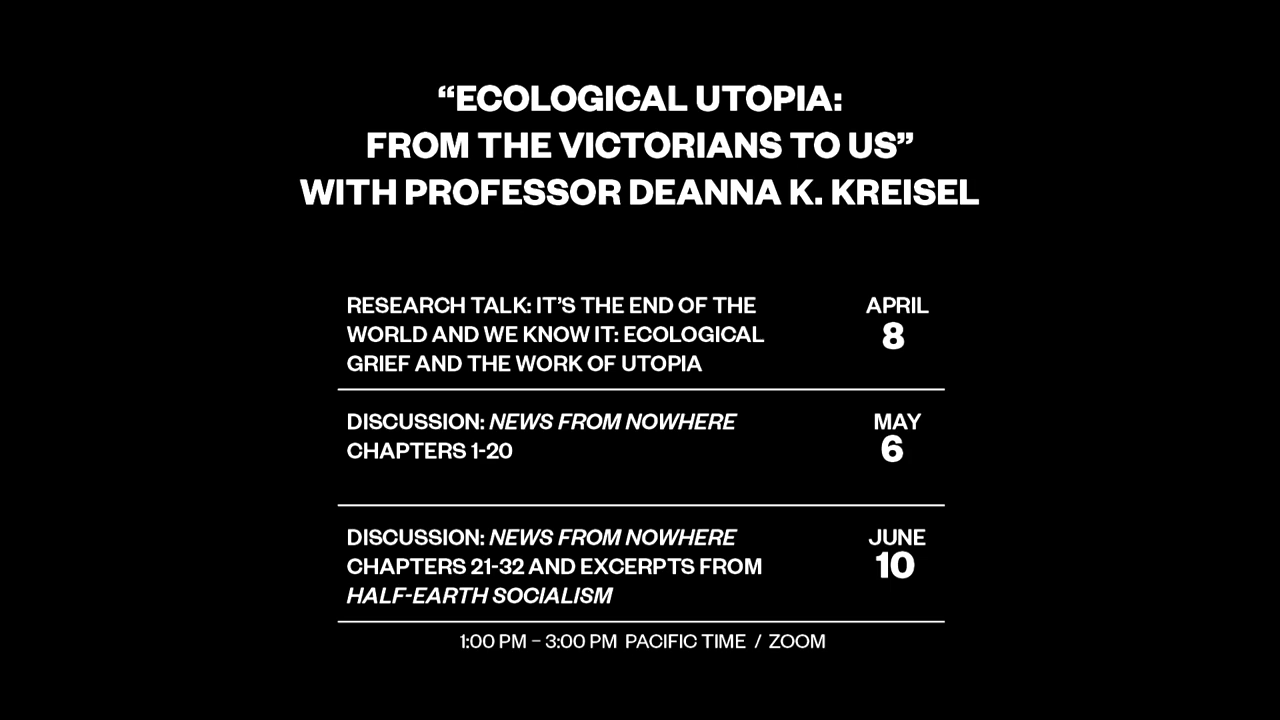 “ECOLOGICAL UTOPIA:
FROM THE VICTORIANS TO US”
WITH PROFESSOR DEANNA K. KREISEL
RESEARCH TALK: IT’S THE END OF THE
WORLD AND WE KNOW IT: ECOLOGICAL
GRIEF AND THE WORK OF UTOPIA
APRIL
8
DISCUSSION: NEWS FROM NOWHERE
CHAPTERS 1-20
MAY
6
DISCUSSION: NEWS FROM NOWHERE
CHAPTERS 21-32 AND EXCERPTS FROM
HALF-EARTH SOCIALISM
JUNE
10
1:00 PM – 3:00 PM PACIFIC TIME / ZOOM